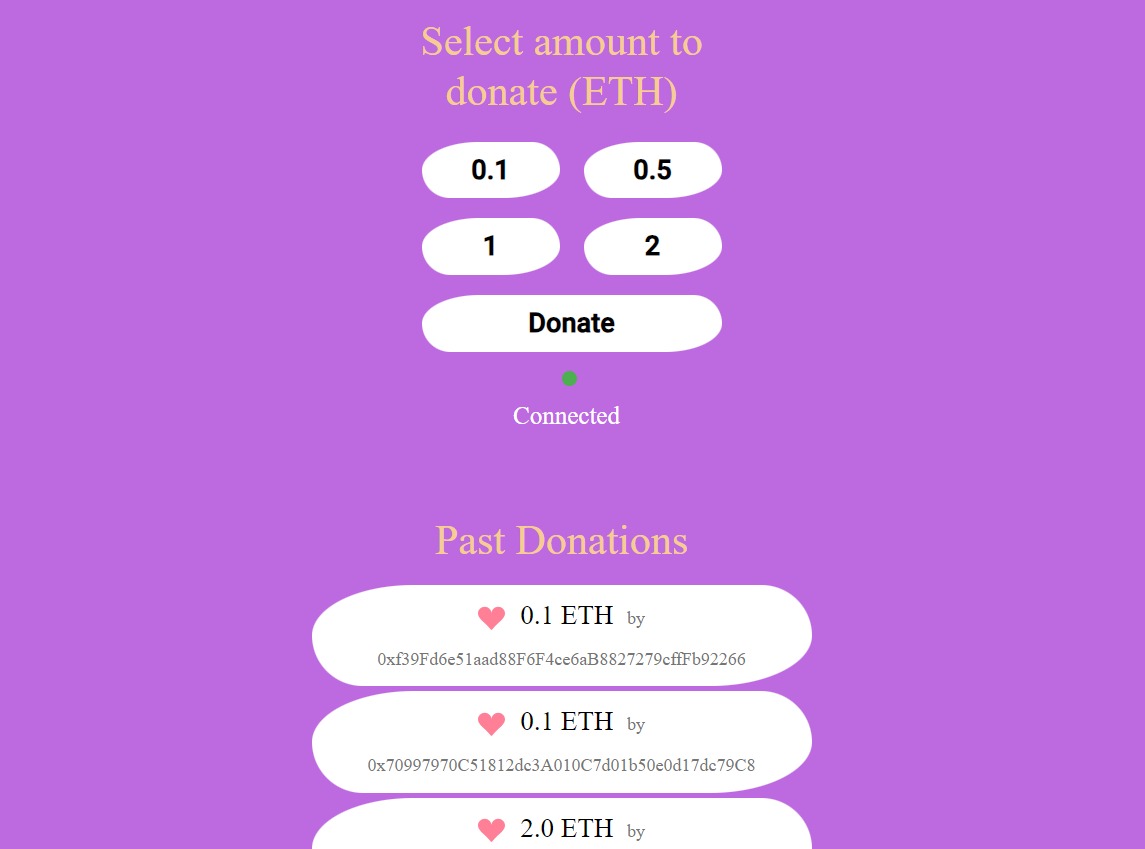 Select amount to
donate (ETH)
0.1 0.5
1 2
Donate
Connected
Past Donations
0.1 ETH by
0xf39Fd6e51aad88F6F4ce6aB8827279cffFb92266
0.1 ETH by
0x70997970C51812dc3A010C7d01b50e0d17dc79C8
2.0 ETH by